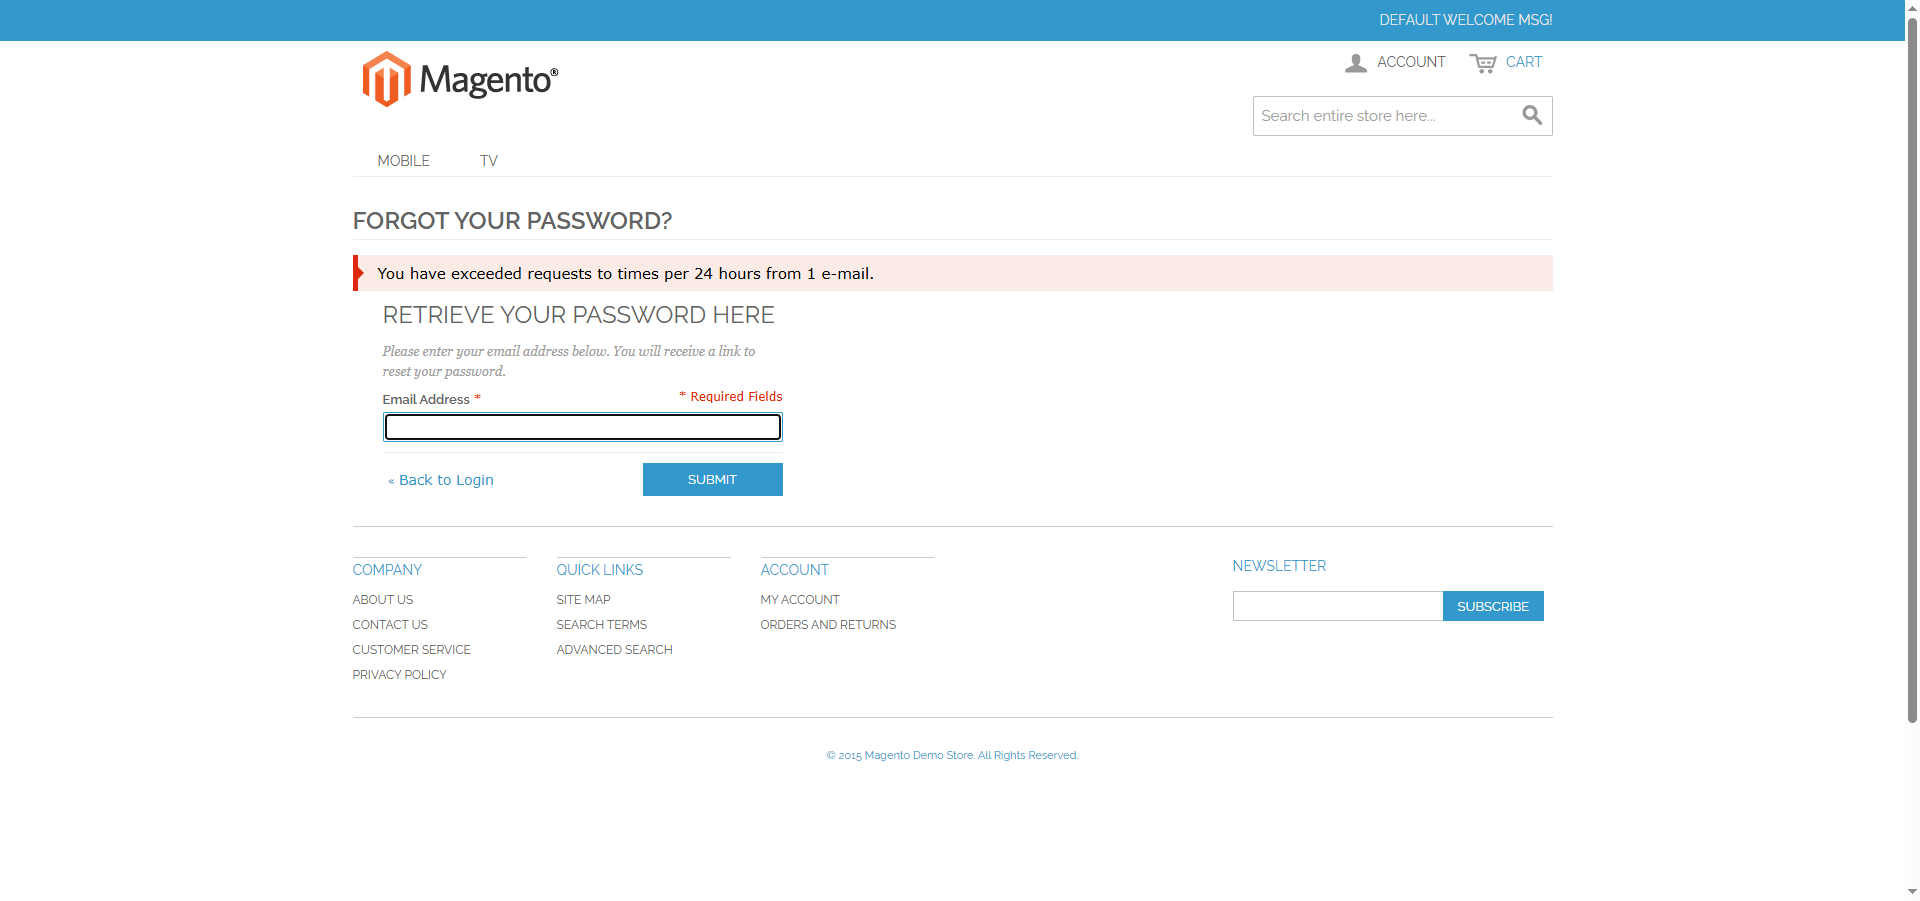 DEFAULT WELCOME MSG!
Magento®
ACCOUNT
CART
Search entire store here...
MOBILE
TV
FORGOT YOUR PASSWORD?
You have exceeded requests to times per 24 hours from 1 e-mail.
RETRIEVE YOUR PASSWORD HERE
Please enter your email address below. You will receive a link to
reset your password.
Email Address *
* Required Fields
« Back to Login
SUBMIT
COMPANY
ABOUT US
CONTACT US
CUSTOMER SERVICE
PRIVACY POLICY
QUICK LINKS
SITE MAP
SEARCH TERMS
ADVANCED SEARCH
ACCOUNT
MY ACCOUNT
ORDERS AND RETURNS
NEWSLETTER
SUBSCRIBE
© 2015 Magento Demo Store. All Rights Reserved.